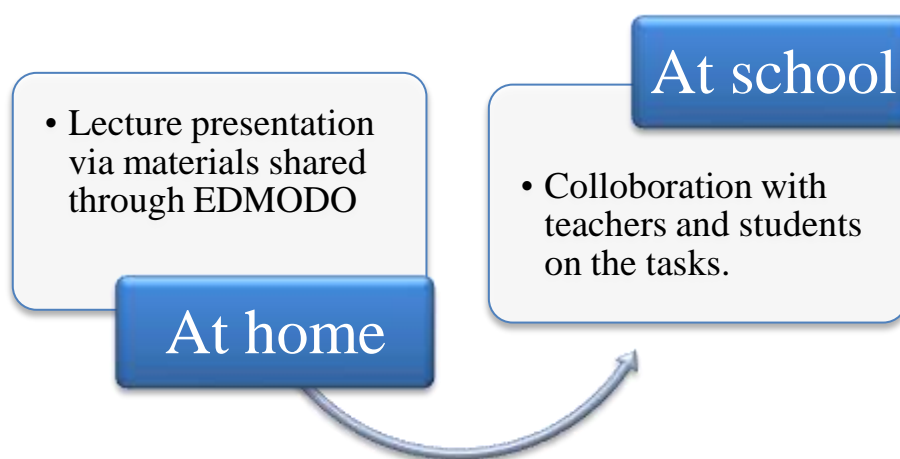 • Lecture presentation
via materials shared
through EDMODO
At home
At school
• Colloboration with
teachers and students
on the tasks.